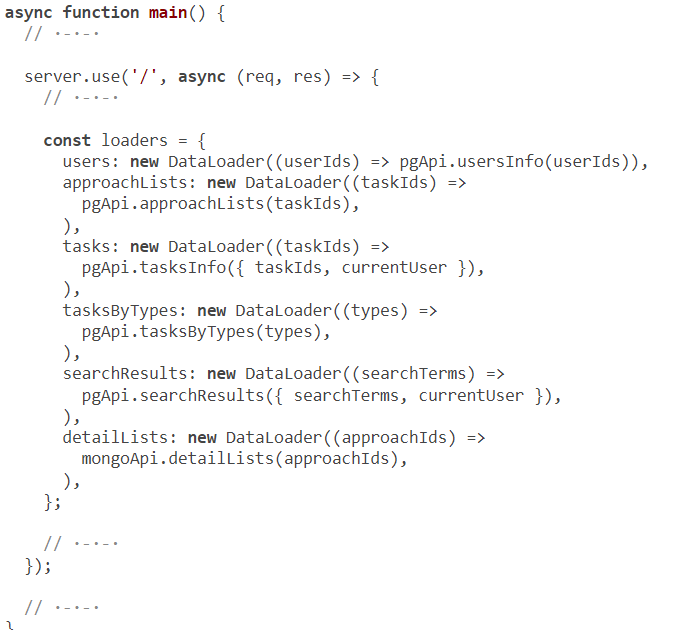 async function main() {
  // ·-·-·

  server.use('/', async (req, res) => {
    // ·-·-·

    const loaders = {
      users: new DataLoader((userIds) => pgApi.usersInfo(userIds)),
      approachLists: new DataLoader((taskIds) =>
        pgApi.approachLists(taskIds),
      ),
      tasks: new DataLoader((taskIds) =>
        pgApi.tasksInfo({ taskIds, currentUser }),
      ),
      tasksByTypes: new DataLoader((types) =>
        pgApi.tasksByTypes(types),
      ),
      searchResults: new DataLoader((searchTerms) =>
        pgApi.searchResults({ searchTerms, currentUser }),
      ),
      detailLists: new DataLoader((approachIds) =>
        mongoApi.detailLists(approachIds),
      ),
    };

    // ·-·-·
  });

  // ·-·-·
}